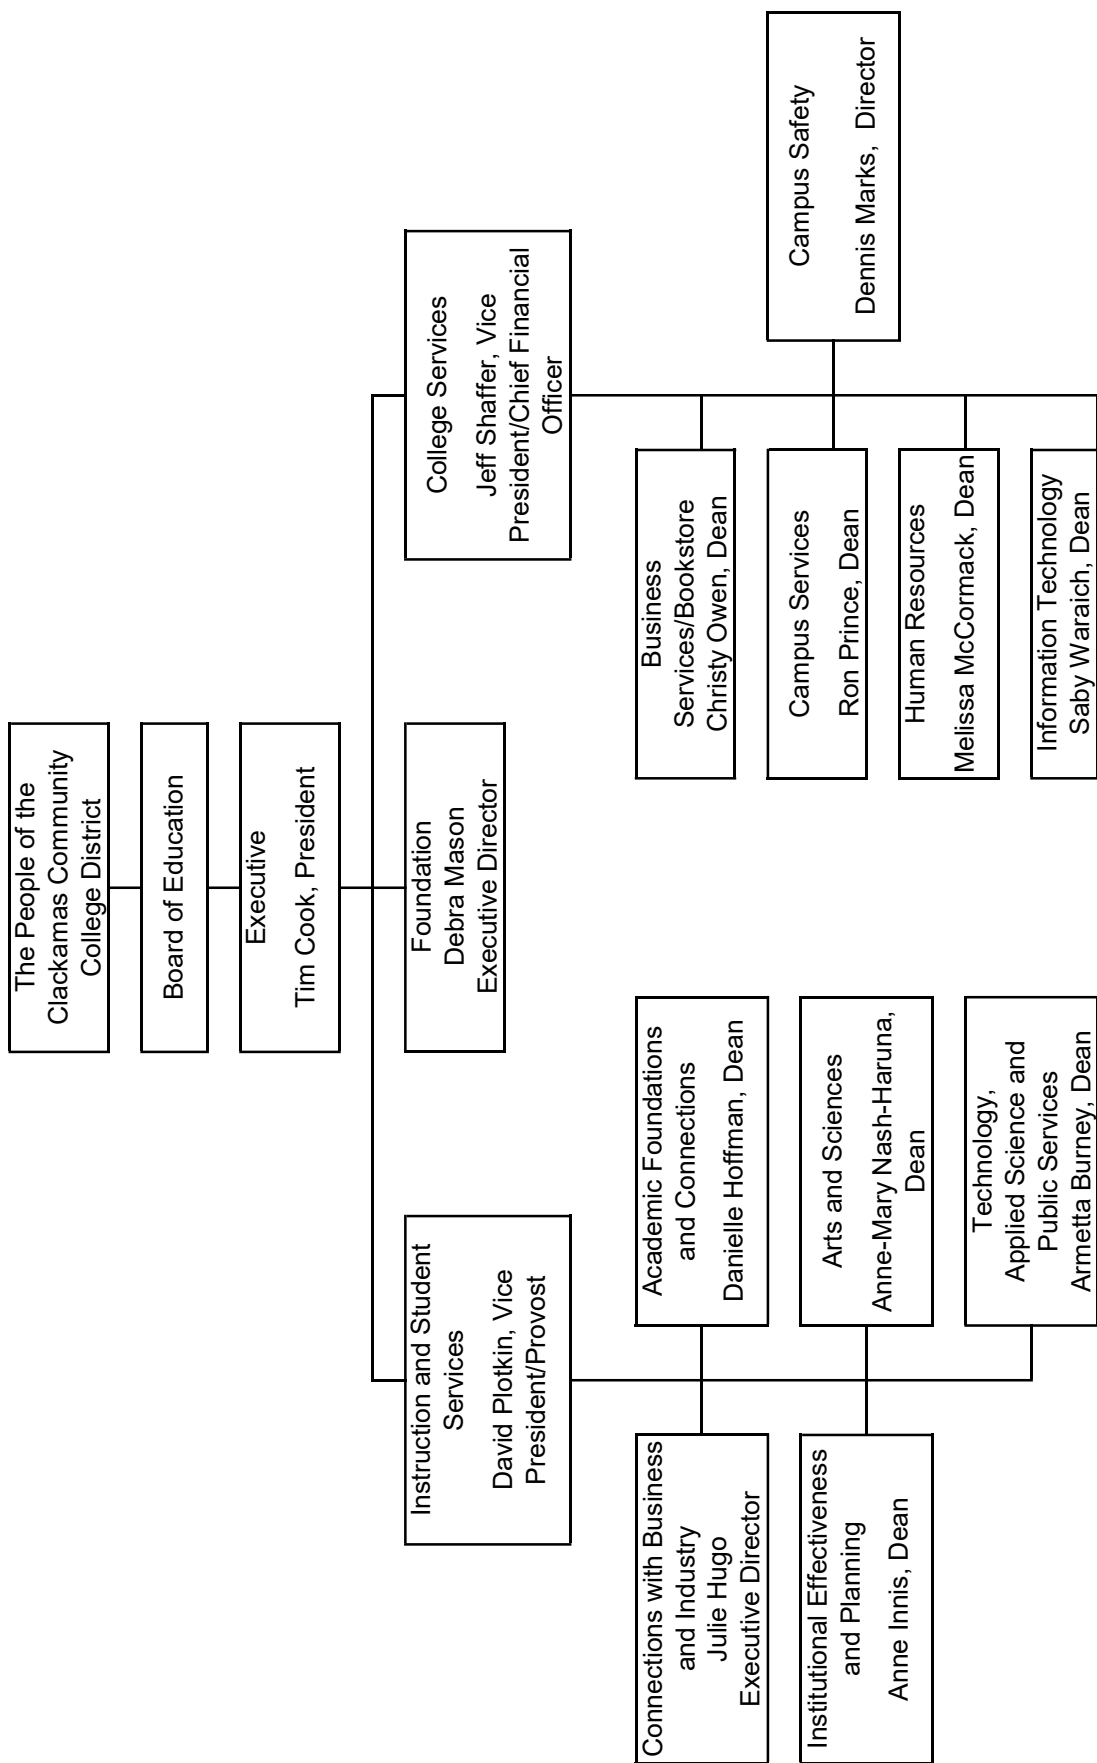 The People of the
Clackamas Community
College District
Board of Education
Executive
Tim Cook, President
Instruction and Student
Services
David Plotkin, Vice
President/Provost
Foundation
Debra Mason
Executive Director
College Services
Jeff Shaffer, Vice
President/Chief Financial
Officer
Connections with Business
and Industry
Julie Hugo
Executive Director
Academic Foundations
and Connections
Danielle Hoffman, Dean
Institutional Effectiveness
and Planning
Anne Innis, Dean
Arts and Sciences
Anne-Mary Nash-Haruna,
Dean
Technology,
Applied Science and
Public Services
Armetta Burney, Dean
Business
Services/Bookstore
Christy Owen, Dean
Campus Services
Ron Prince, Dean
Campus Safety
Dennis Marks,  Director
Human Resources
Melissa McCormack, Dean
Information Technology
Saby Waraich, Dean